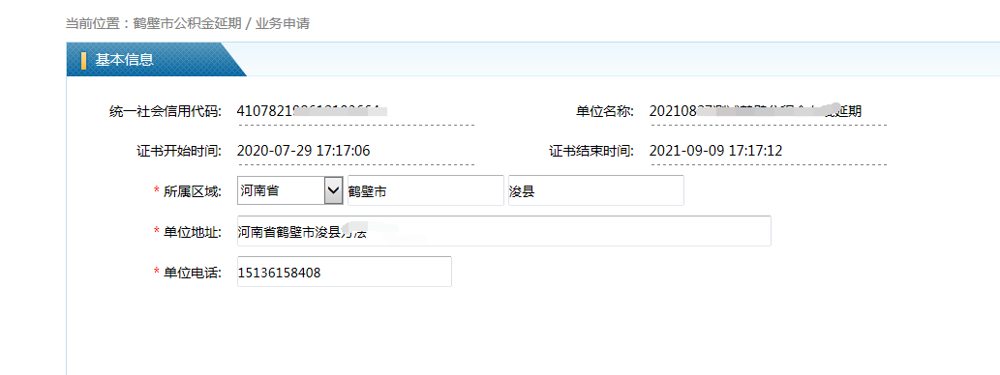 当前位置：鹤壁市公积金延期 / 业务申请
基本信息
统一社会信用代码: 4107821 单位名称: 202108 延期
证书开始时间: 2020-07-29 17:17:06 证书结束时间: 2021-09-09 17:17:12
* 所属区域: 河南省 鹤壁市 浚县
* 单位地址: 河南省鹤壁市浚县
* 单位电话: 15136158408